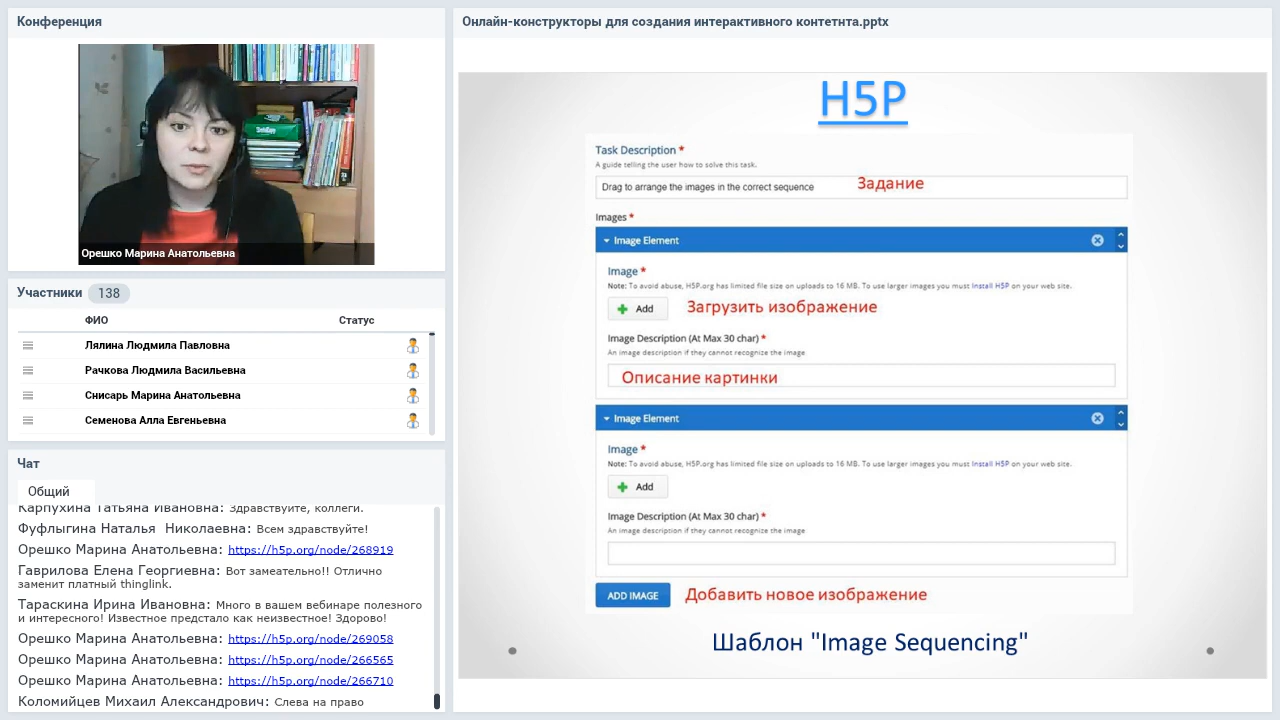 Конференция
Орешко Марина Анатольевна
Участники 138
ФИО Статус
Лялина Людмила Павловна
Рачкова Людмила Васильевна
Снисарь Марина Анатольевна
Семенова Алла Евгеньевна
Чат
Общий
Карпухина Татьяна Ивановна: Здравствуйте, коллеги.
Фуфлыгина Наталья Николаевна: Всем здравствуйте!
Орешко Марина Анатольевна: https://h5p.org/node/268919
Гаврилова Елена Георгиевна: Вот замеательно!! Отлично
заменит платный thinglink.
Тараскина Ирина Ивановна: Много в вашем вебинаре полезного
и интересного! Известное предстало как неизвестное! Здорово!
Орешко Марина Анатольевна: https://h5p.org/node/269058
Орешко Марина Анатольевна: https://h5p.org/node/266565
Орешко Марина Анатольевна: https://h5p.org/node/266710
Коломийцев Михаил Александрович: Слева на право
Онлайн-конструкторы для создания интерактивного контетнта.pptx
H5P
Task Description *
A guide telling the user how to solve this task.
Drag to arrange the images in the correct sequence Задание
Images *
Image Element
Image *
Note: To avoid abuse, H5P.org has limited file size on uploads to 16 MB. To use larger images you must Install H5P on your web site.
Add Загрузить изображение
Image Description (At Max 30 char) *
An image description if they cannot recognize the image
Описание картинки
Image Element
Image *
Note: To avoid abuse, H5P.org has limited file size on uploads to 16 MB. To use larger images you must Install H5P on your web site.
Add
Image Description (At Max 30 char) *
An image description if they cannot recognize the image
ADD IMAGE Добавить новое изображение
Шаблон "Image Sequencing"